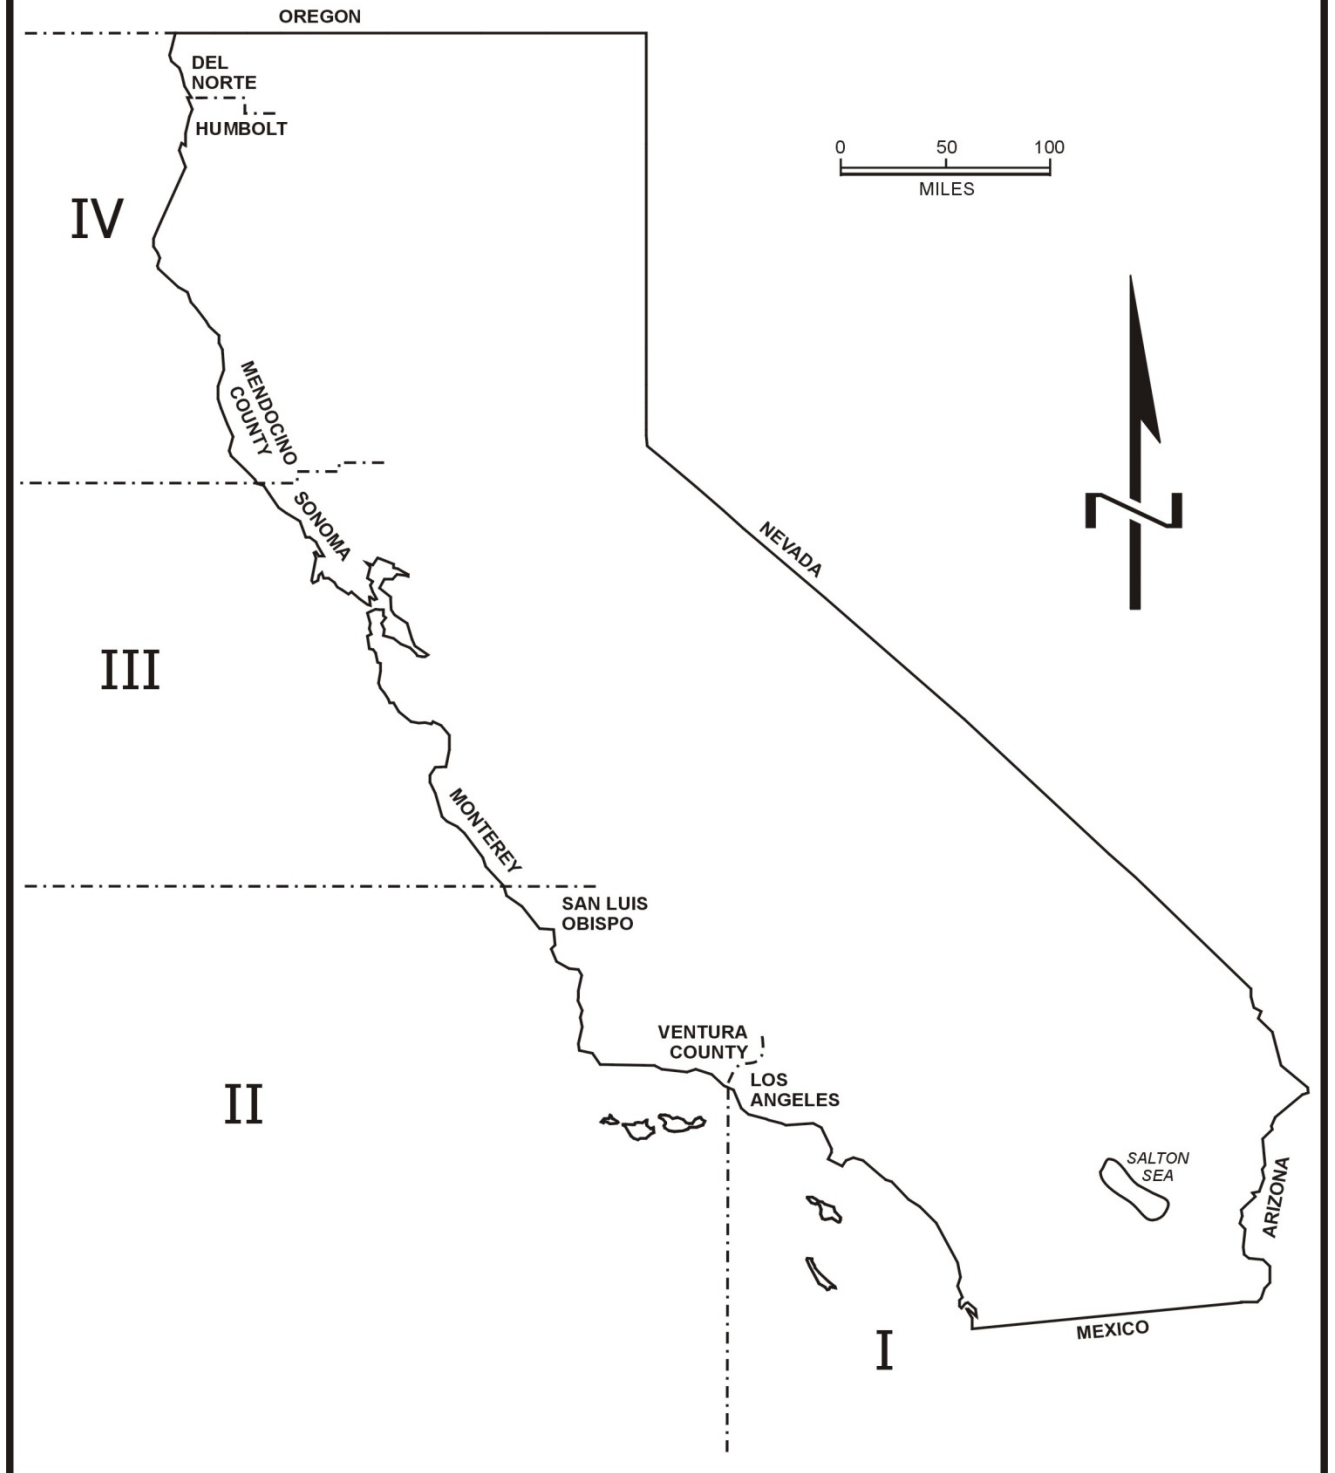 OREGON
DEL
NORTE
HUMBOLT
0 50 100
MILES
IV
MENDOCINO
COUNTY
SONOMA
NEVADA
N
III
MONTEREY
SAN LUIS
OBISPO
VENTURA
COUNTY
LOS
ANGELES
II
SALTON
SEA
ARIZONA
MEXICO
I